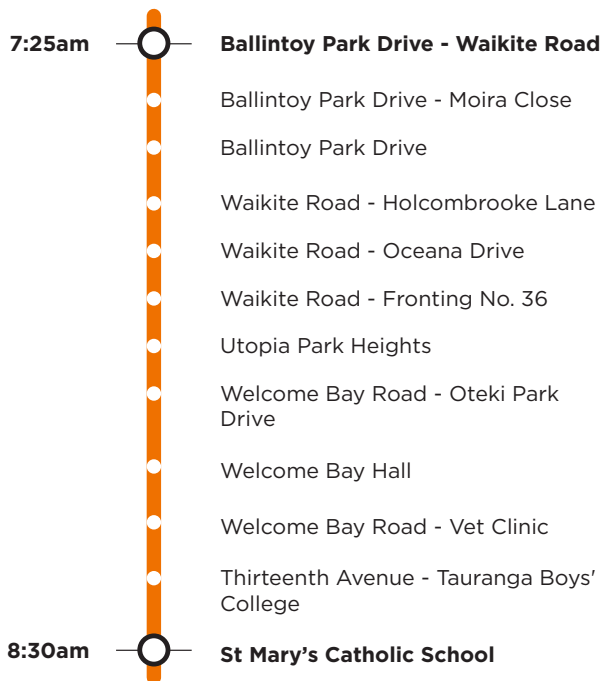 7:25am Ballintoy Park Drive - Waikite Road
Ballintoy Park Drive - Moira Close
Ballintoy Park Drive
Waikite Road - Holcombrooke Lane
Waikite Road - Oceana Drive
Waikite Road - Fronting No. 36
Utopia Park Heights
Welcome Bay Road - Oteki Park
Drive
Welcome Bay Hall
Welcome Bay Road - Vet Clinic
Thirteenth Avenue - Tauranga Boys'
College
8:30am St Mary’s Catholic School